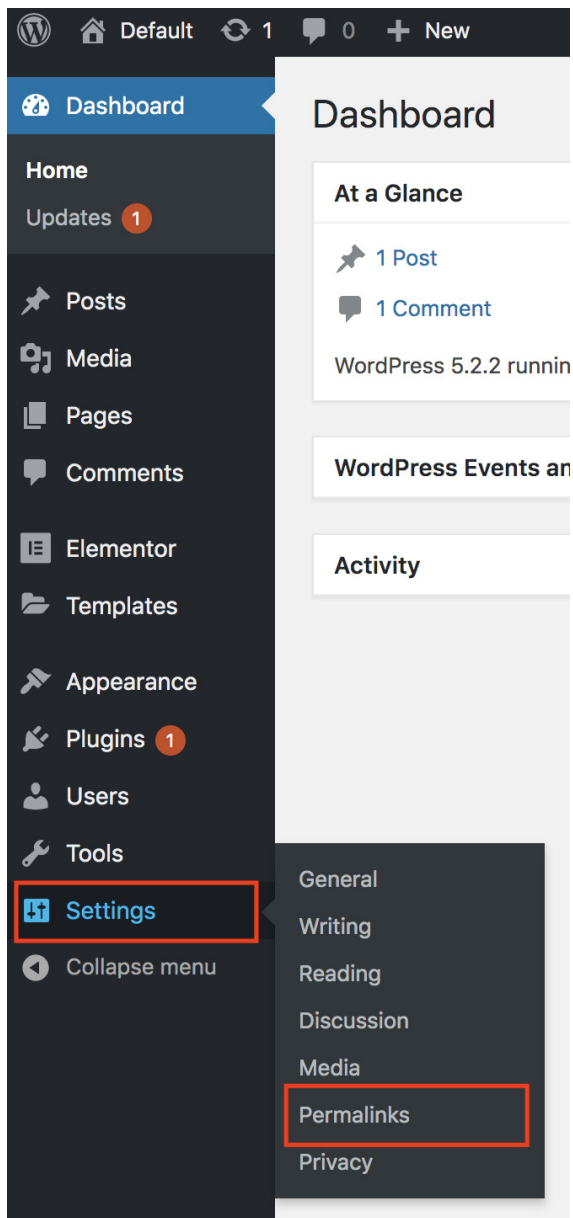 Default 1 0 New
Dashboard
Home
Updates 1
Posts
Media
Pages
Comments
Elementor
Templates
Appearance
Plugins 1
Users
Tools
Settings
Collapse menu
General
Writing
Reading
Discussion
Media
Permalinks
Privacy
Dashboard
At a Glance
1 Post
1 Comment
WordPress 5.2.2 runnin
WordPress Events an
Activity